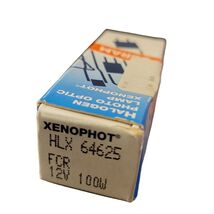 HALOGEN
PHOTO OPTIC
LAMP
XENOPHOT®
XENOPHOT®
HLX 64625
FCR
12V 100W